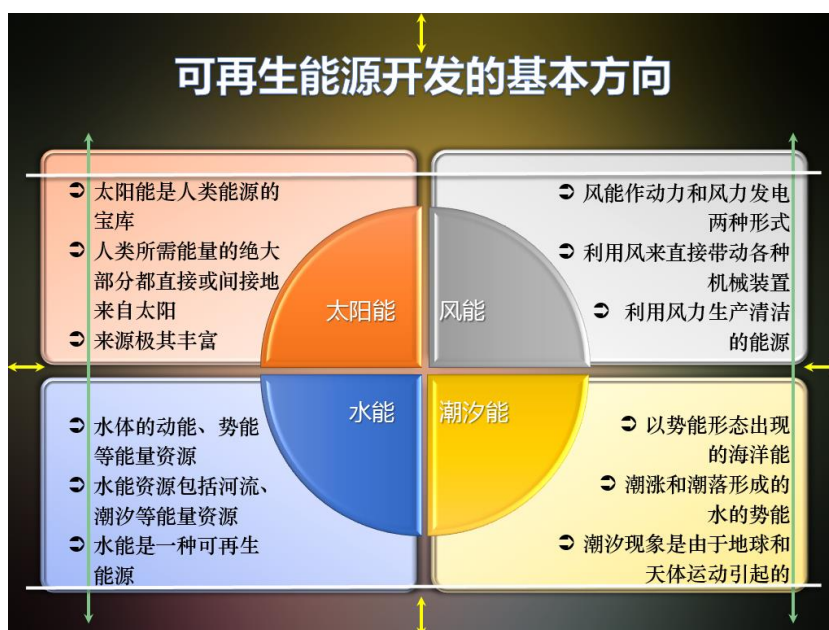 可再生能源开发的基本方向
太阳能是人类能源的
宝库
人类所需能量的绝大
部分都直接或间接地
来自太阳
来源极其丰富
太阳能
风能
风能作动力和风力发电
两种形式
利用风来直接带动各种
机械装置
利用风力生产清洁
的能源
水体的动能、势能
等能量资源
水能资源包括河流、
潮汐等能量资源
水能是一种可再生
能源
水能
潮汐能
以势能形态出现
的海洋能
潮涨和潮落形成的
水的势能
潮汐现象是由于地球和
天体运动引起的